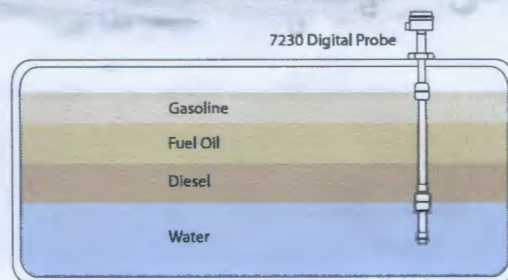 7230 Digital Probe
Gasoline
Fuel Oil
Diesel
Water